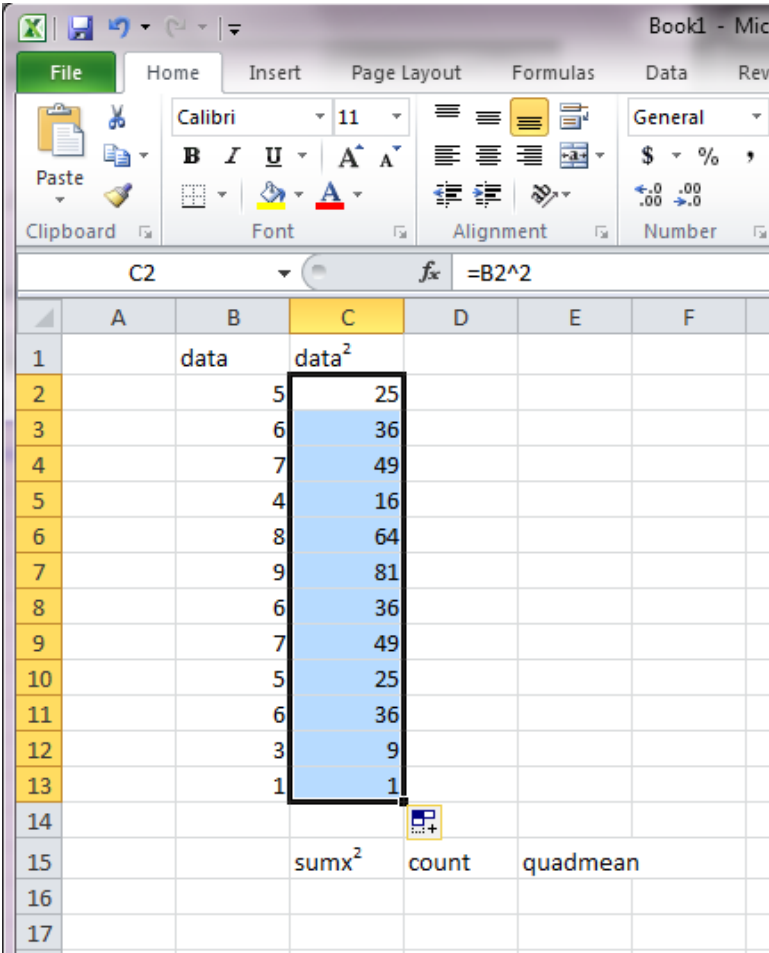 Book1 - Mic
File Home Insert Page Layout Formulas Data Rev
Calibri 11 General
Paste B I U A A $ % ,
.0 .00 .00 .0
Clipboard Font Alignment Number
C2 fx =B2^2
A B C D E F
1 data data²
2 5 25
3 6 36
4 7 49
5 4 16
6 8 64
7 9 81
8 6 36
9 7 49
10 5 25
11 6 36
12 3 9
13 1 1
14
15 sumx² count quadmean
16
17